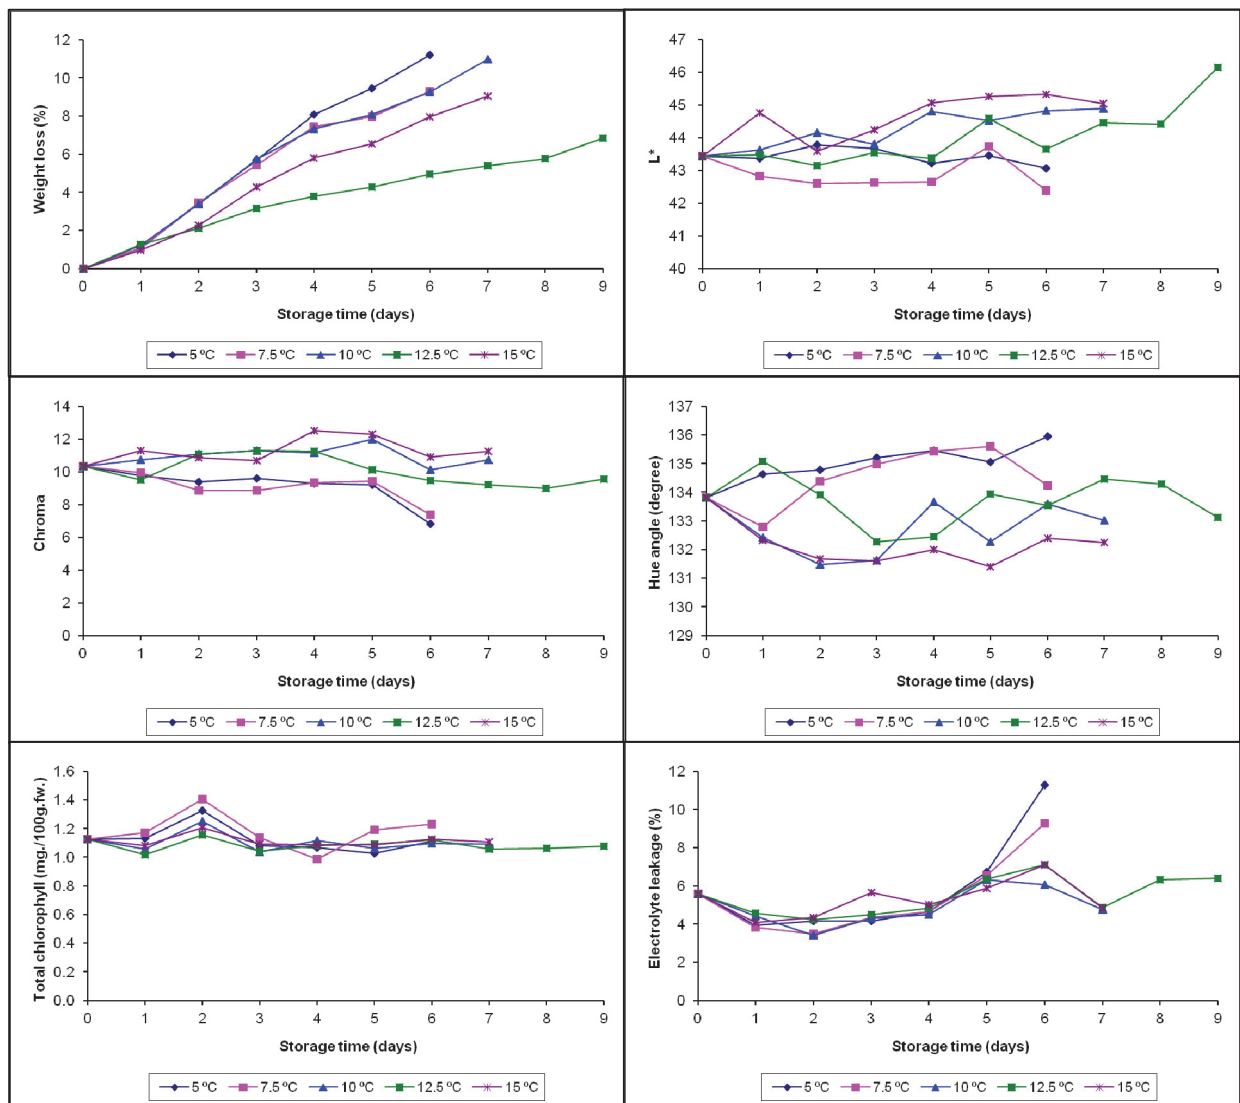 Weight loss (%)
12
10
8
6
4
2
0
0 1 2 3 4 5 6 7 8 9
Storage time (days)
5 ºC 7.5 ºC 10 ºC 12.5 ºC 15 ºC
L*
47
46
45
44
43
42
41
40
0 1 2 3 4 5 6 7 8 9
Storage time (days)
5 ºC 7.5 ºC 10 ºC 12.5 ºC 15 ºC
Chroma
14
12
10
8
6
4
2
0
0 1 2 3 4 5 6 7 8 9
Storage time (days)
5 ºC 7.5 ºC 10 ºC 12.5 ºC 15 ºC
Hue angle (degree)
137
136
135
134
133
132
131
130
129
0 1 2 3 4 5 6 7 8 9
Storage time (days)
5 ºC 7.5 ºC 10 ºC 12.5 ºC 15 ºC
Total chlorophyll (mg./100g.fw.)
1.6
1.4
1.2
1.0
0.8
0.6
0.4
0.2
0.0
0 1 2 3 4 5 6 7 8 9
Storage time (days)
5 ºC 7.5 ºC 10 ºC 12.5 ºC 15 ºC
Electrolyte leakage (%)
12
10
8
6
4
2
0
0 1 2 3 4 5 6 7 8 9
Storage time (days)
5 ºC 7.5 ºC 10 ºC 12.5 ºC 15 ºC